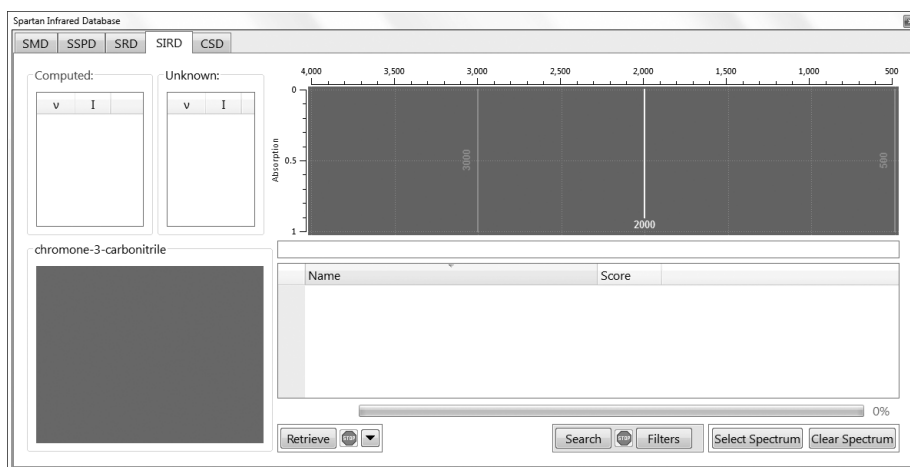 Spartan Infrared Database
SMD SSPD SRD SIRD CSD
Computed:
ν I
Unknown:
ν I
4,000 3,500 3,000 2,500 2,000 1,500 1,000 500
Absorption
0
0.5
1
3000
2000
500
chromone-3-carbonitrile
Name Score
0%
Retrieve STOP
Search STOP Filters
Select Spectrum Clear Spectrum